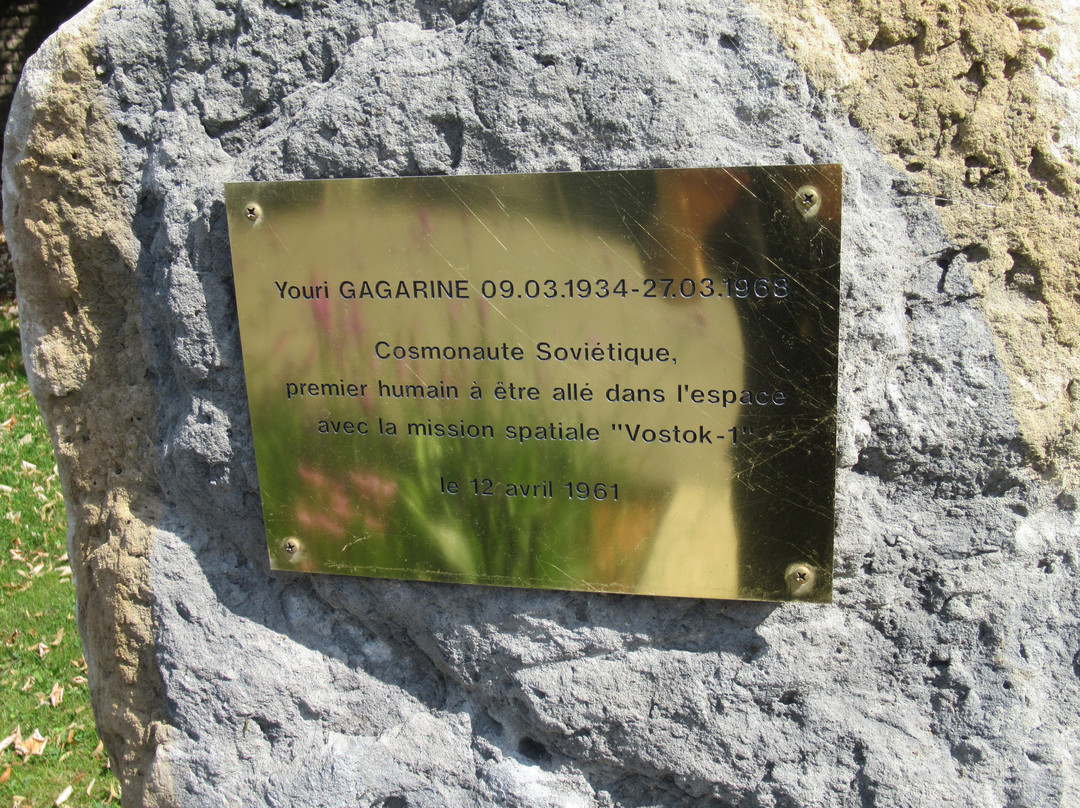 Youri GAGARINE 09.03.1934-27.03.1968
Cosmonaute Soviétique,
premier humain à être allé dans l'espace
avec la mission spatiale "Vostok-1"
le 12 avril 1961